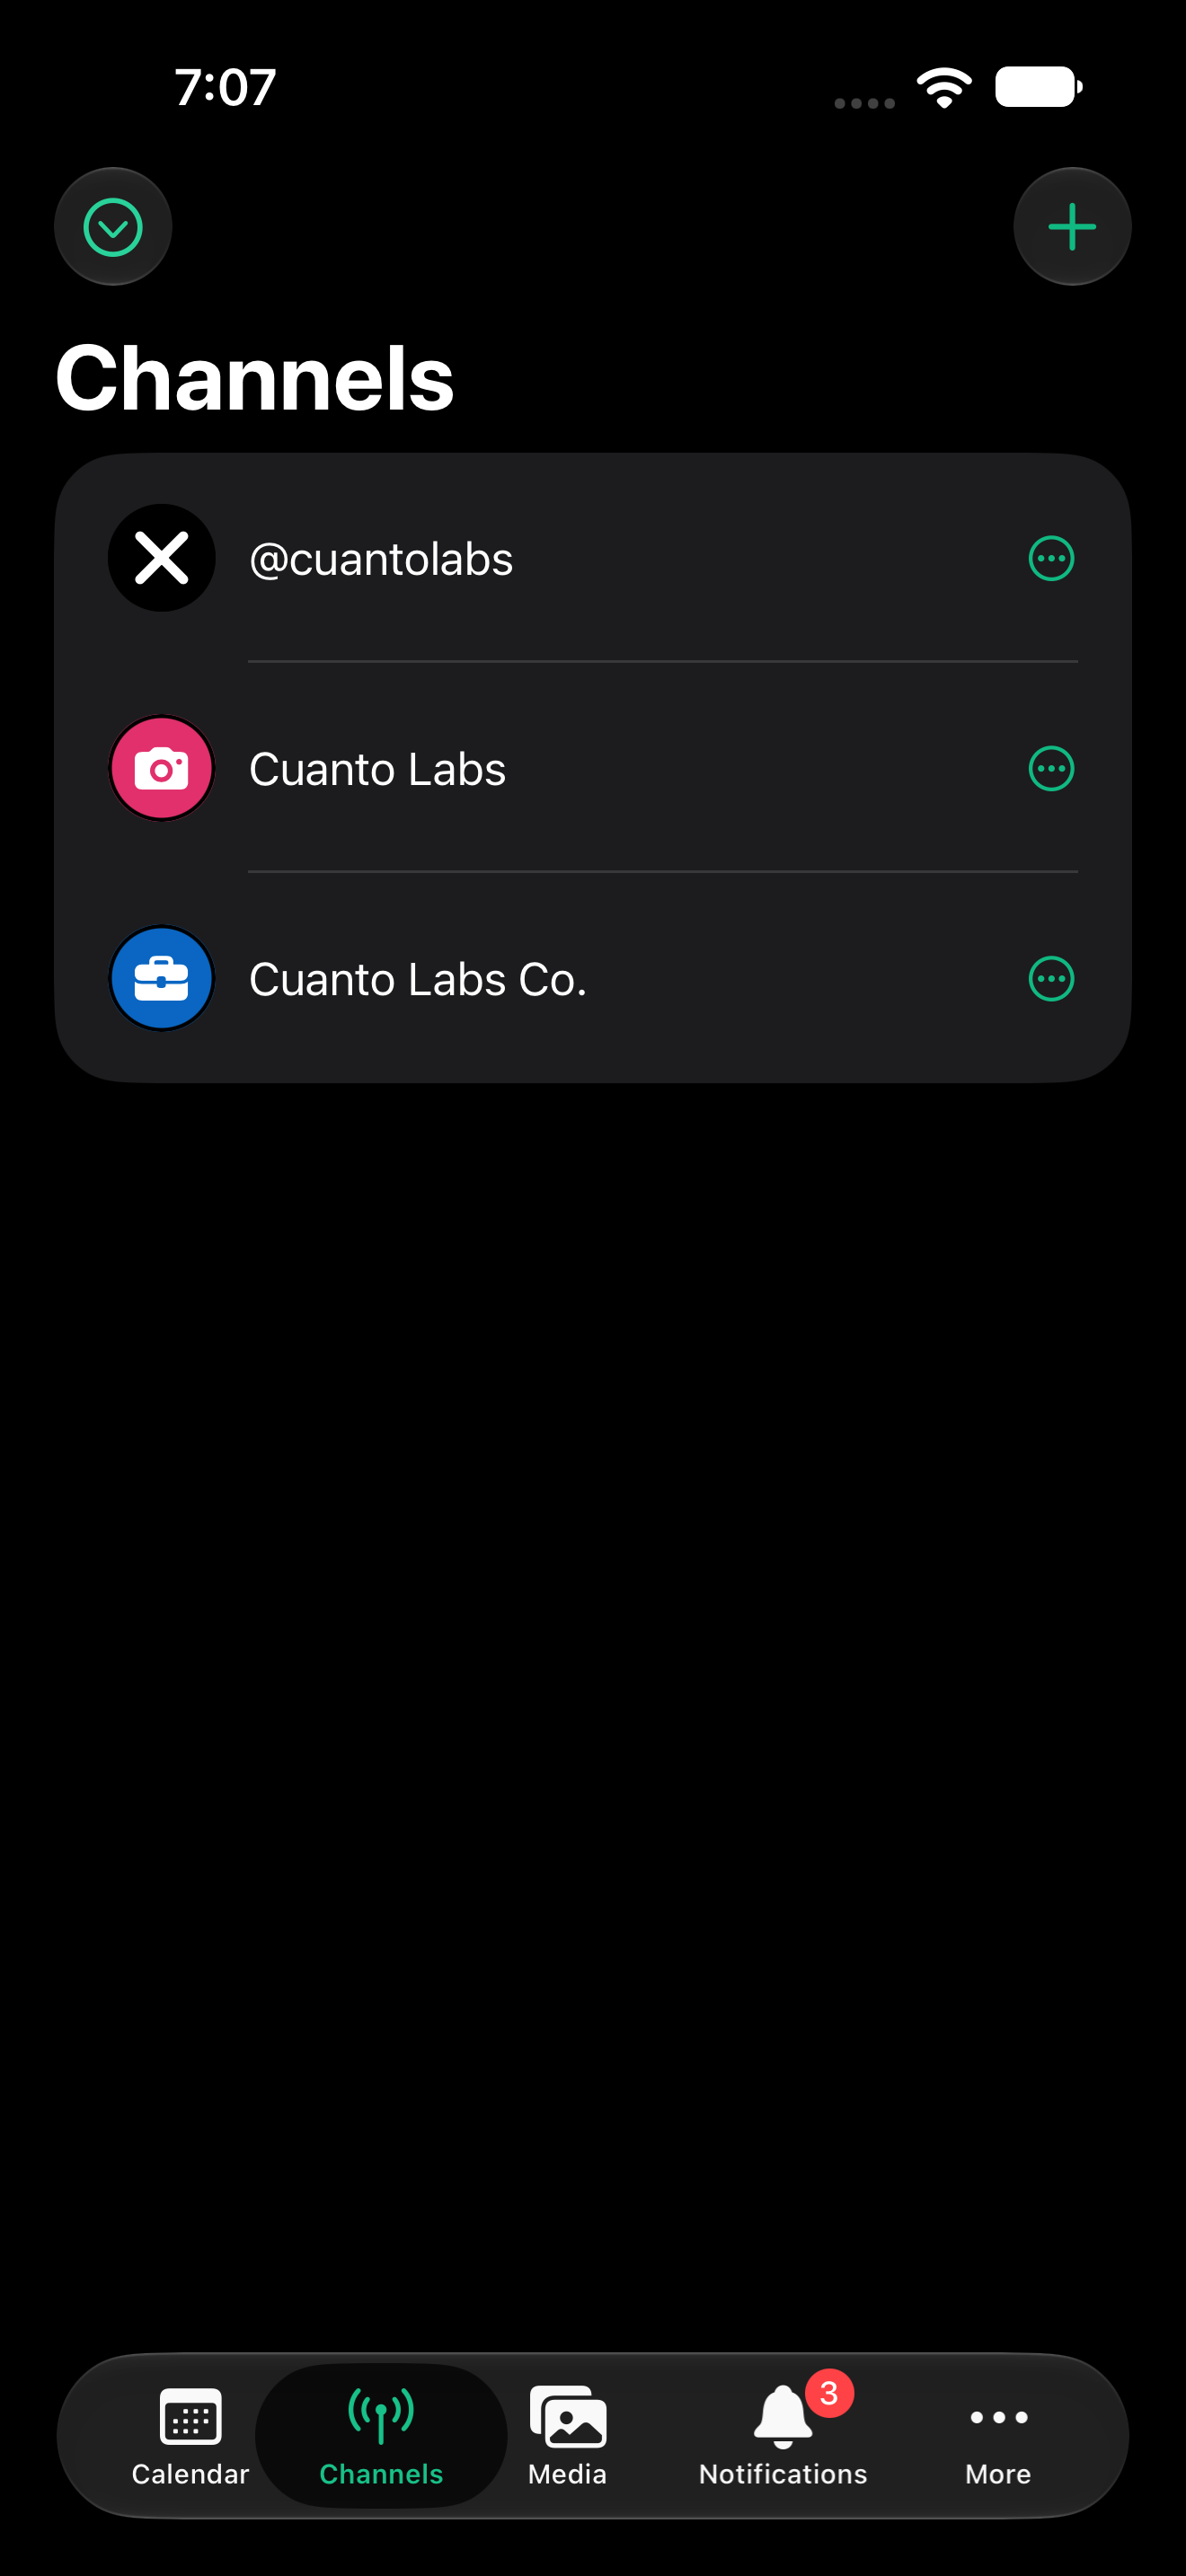 7:07
Channels
@cuantolabs
Cuanto Labs
Cuanto Labs Co.
3
Calendar
Channels
Media
Notifications
More